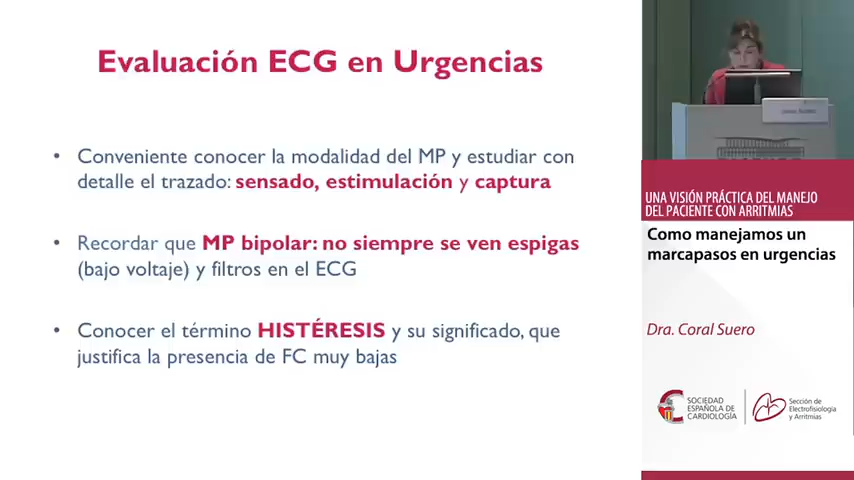 Evaluación ECG en Urgencias
• Conveniente conocer la modalidad del MP y estudiar con
detalle el trazado: sensado, estimulación y captura
• Recordar que MP bipolar: no siempre se ven espigas
(bajo voltaje) y filtros en el ECG
• Conocer el término HISTÉRESIS y su significado, que
justifica la presencia de FC muy bajas
UNA VISIÓN PRÁCTICA DEL MANEJO
DEL PACIENTE CON ARRITMIAS
Como manejamos un
marcapasos en urgencias
Dra. Coral Suero
SOCIEDAD
ESPAÑOLA DE
CARDIOLOGÍA
Sección de
Electrofisiología
y Arritmias